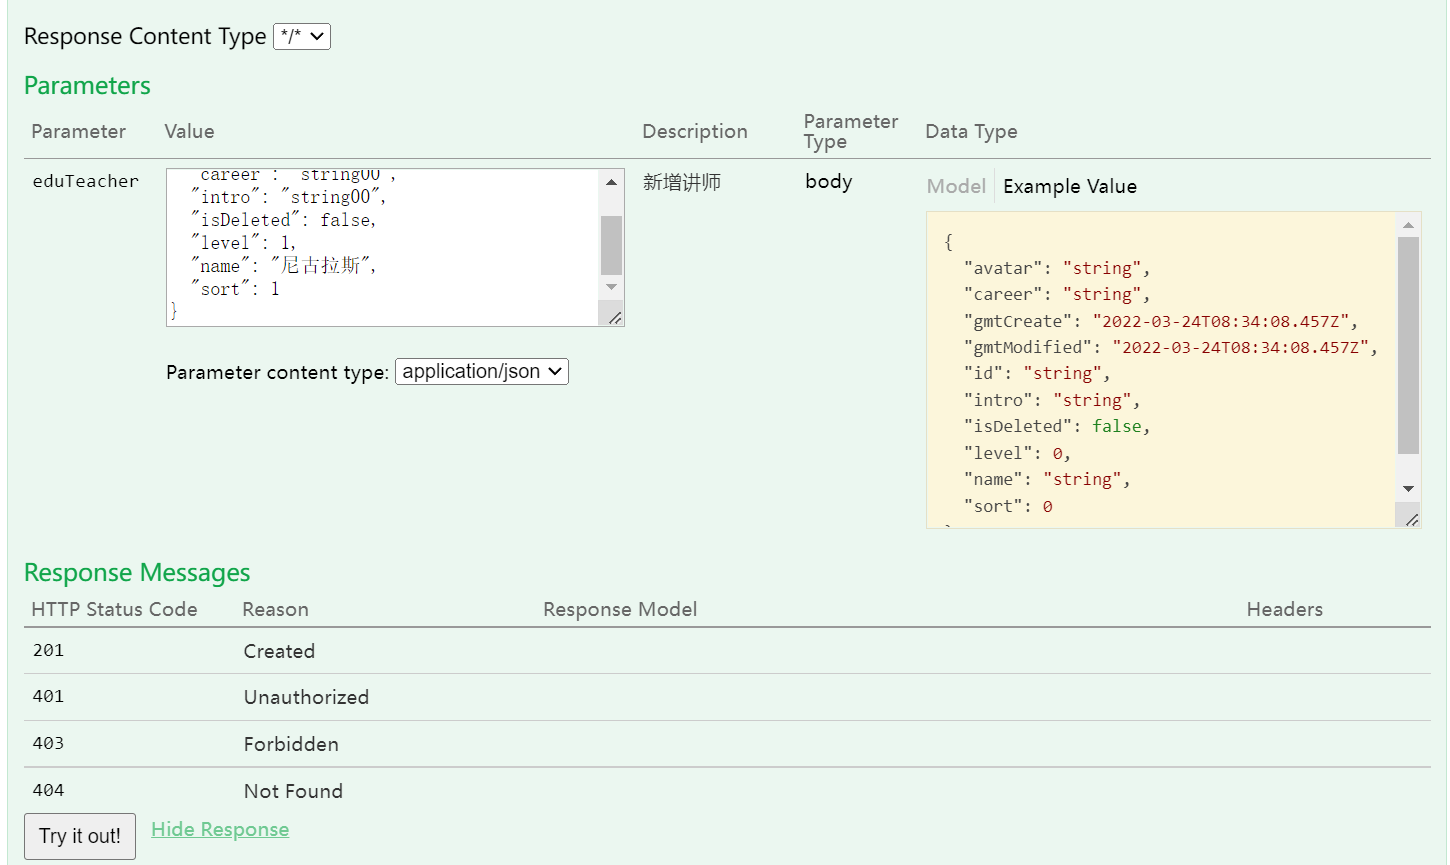 Response Content Type */*
Parameters
Parameter Value Description Parameter Type Data Type
eduTeacher
career : "string00",
"intro": "string00",
"isDeleted": false,
"level": 1,
"name": "尼古拉斯",
"sort": 1
}
Parameter content type: application/json
新增讲师
body
Model Example Value
{
"avatar": "string",
"career": "string",
"gmtCreate": "2022-03-24T08:34:08.457Z",
"gmtModified": "2022-03-24T08:34:08.457Z",
"id": "string",
"intro": "string",
"isDeleted": false,
"level": 0,
"name": "string",
"sort": 0
Response Messages
HTTP Status Code Reason Response Model Headers
201 Created
401 Unauthorized
403 Forbidden
404 Not Found
Try it out! Hide Response